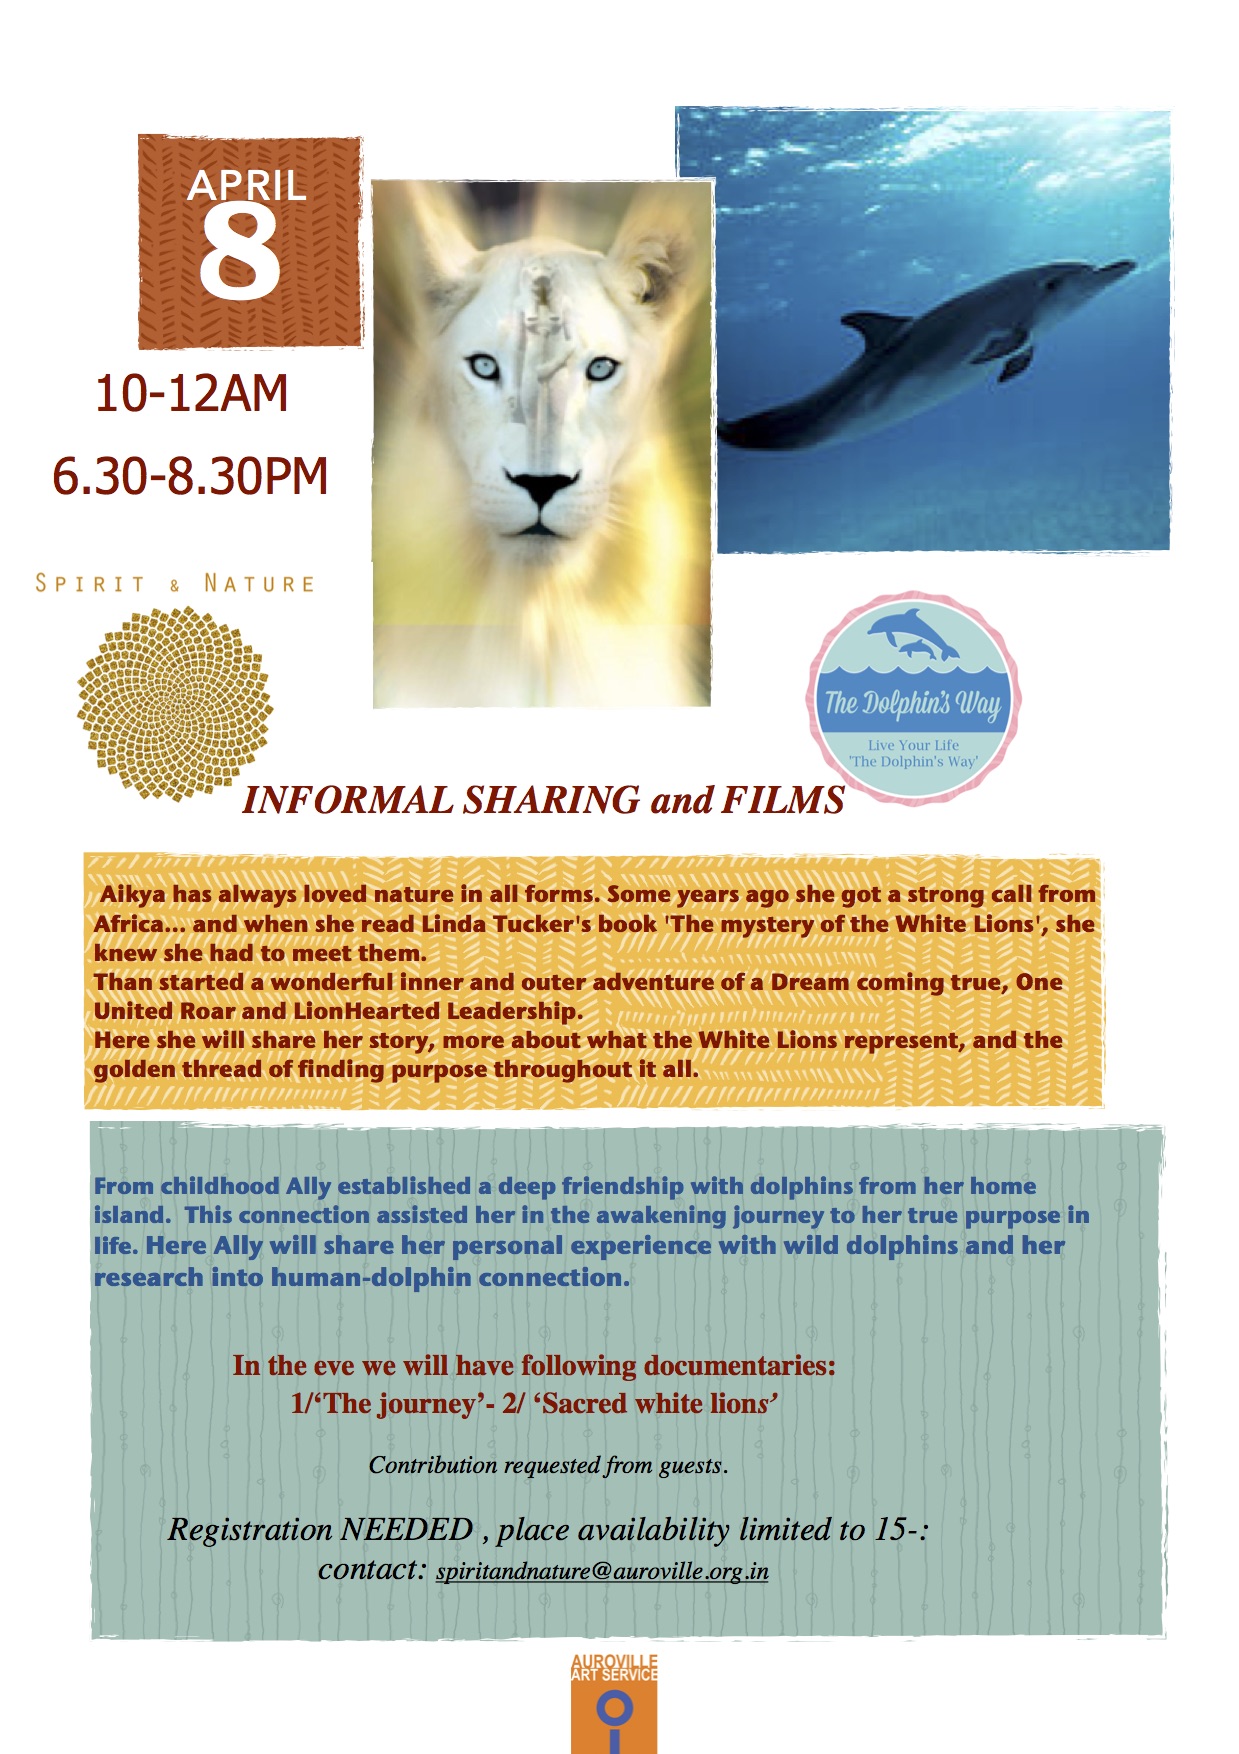 APRIL
8
10-12AM
6.30-8.30PM
SPIRIT & NATURE
The Dolphin's Way
Live Your Life
'The Dolphin's Way'
INFORMAL SHARING and FILMS
Aikya has always loved nature in all forms. Some years ago she got a strong call from
Africa... and when she read Linda Tucker's book 'The mystery of the White Lions', she
knew she had to meet them.
Than started a wonderful inner and outer adventure of a Dream coming true, One
United Roar and LionHearted Leadership.
Here she will share her story, more about what the White Lions represent, and the
golden thread of finding purpose throughout it all.
From childhood Ally established a deep friendship with dolphins from her home
island.  This connection assisted her in the awakening journey to her true purpose in
life. Here Ally will share her personal experience with wild dolphins and her
research into human-dolphin connection.
In the eve we will have following documentaries:
1/‘The journey’- 2/ ‘Sacred white lions’
Contribution requested from guests.
Registration NEEDED , place availability limited to 15-:
contact: spiritandnature@auroville.org.in
AUROVILLE
ART SERVICE